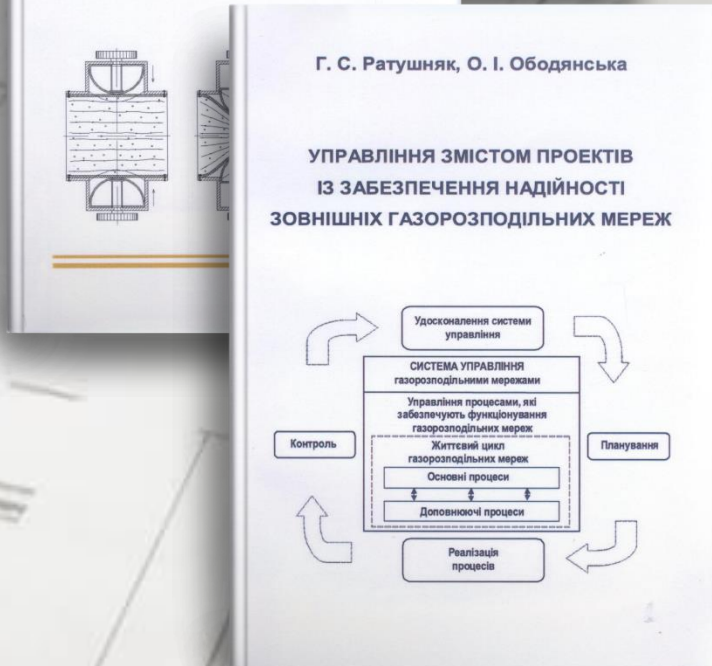 Г. С. Ратушняк, О. І. Ободянська
УПРАВЛІННЯ ЗМІСТОМ ПРОЕКТІВ
ІЗ ЗАБЕЗПЕЧЕННЯ НАДІЙНОСТІ
ЗОВНІШНІХ ГАЗОРОЗПОДІЛЬНИХ МЕРЕЖ
Удосконалення системи
управління
СИСТЕМА УПРАВЛІННЯ
газорозподільними мережами
Управління процесами, які
забезпечують функціонування
газорозподільних мереж
Контроль
Життєвий цикл
газорозподільних мереж
Планування
Основні процеси
Доповнюючі процеси
Реалізація
процесів